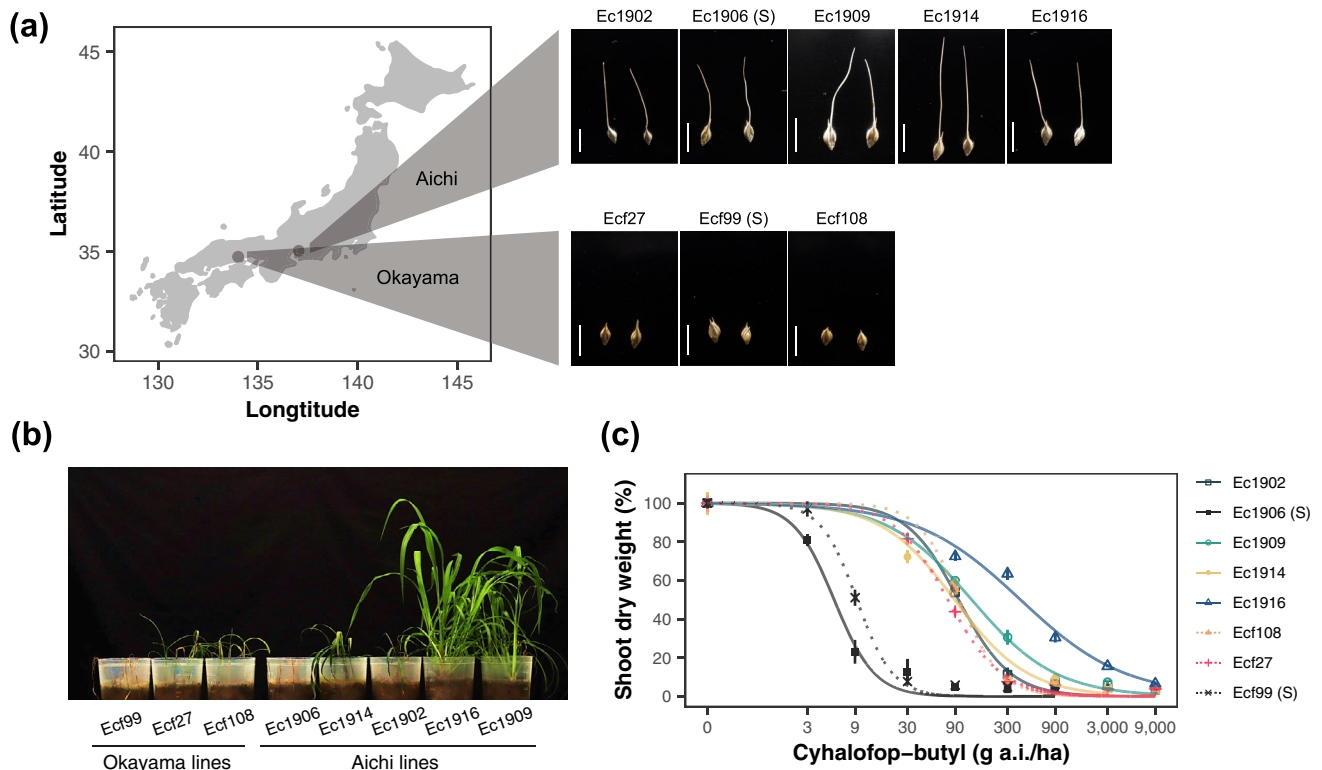 (a)
Ec1902 Ec1906 (S) Ec1909 Ec1914 Ec1916
45
40
35
30
Latitude
Aichi
Okayama
130 135 140 145
Longtitude
Ecf27 Ecf99 (S) Ecf108
(b)
Ecf99 Ecf27 Ecf108 Ec1906 Ec1914 Ec1902 Ec1916 Ec1909
Okayama lines Aichi lines
(c)
Shoot dry weight (%)
100
80
60
40
20
0
0 3 9 30 90 300 900 3,000 9,000
Cyhalofop−butyl (g a.i./ha)
Ec1902
Ec1906 (S)
Ec1909
Ec1914
Ec1916
Ecf108
Ecf27
Ecf99 (S)